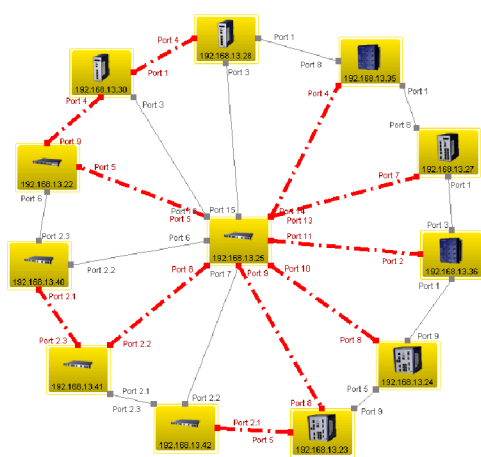 Port 4
Port 1
192.168.13.28
Port 8
192.168.13.35
Port 1
Port 3
192.168.13.30
Port 4
Port 3
Port 4
Port 1
Port 8
Port 9
Port 5
192.168.13.22
192.168.13.27
Port 7
Port 1
Port 6
Port 15
Port 5
Port 14
Port 13
Port 3
Port 2.3
Port 6
Port 11
192.168.13.25
Port 2
192.168.13.36
192.168.13.40
Port 2.2
Port 8
Port 7
Port 9
Port 10
Port 1
Port 2.1
Port 2.3
Port 2.2
Port 8
Port 9
192.168.13.24
192.168.13.41
Port 2.1
Port 2.3
Port 2.2
Port 5
Port 9
Port 8
Port 2.1
Port 5
192.168.13.42
192.168.13.23